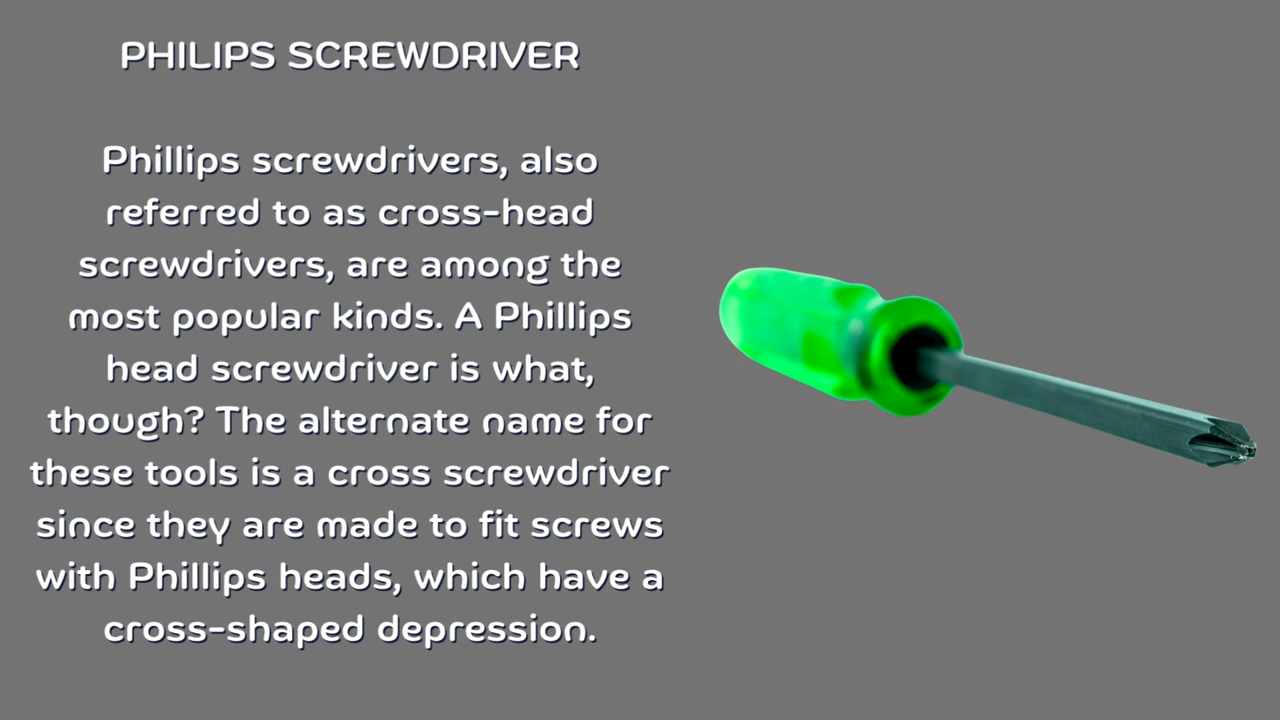 PHILIPS SCREWDRIVER
Phillips screwdrivers, also
referred to as cross-head
screwdrivers, are among the
most popular kinds. A Phillips
head screwdriver is what,
though? The alternate name for
these tools is a cross screwdriver
since they are made to fit screws
with Phillips heads, which have a
cross-shaped depression.